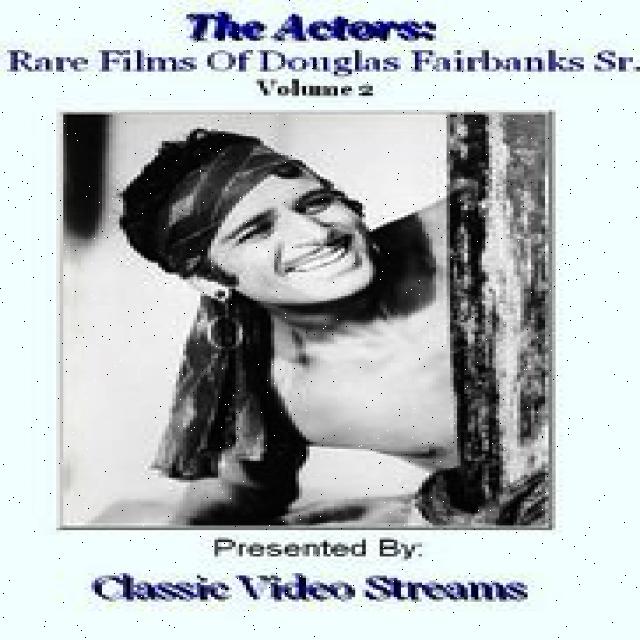 The Actors:
Rare Films Of Douglas Fairbanks Sr.
Volume 2
Presented By:
Classic Video Streams